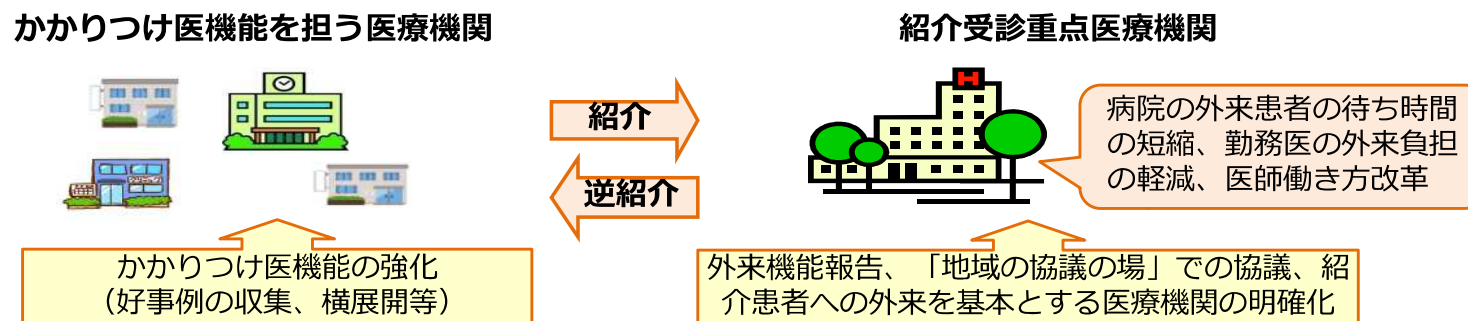 かかりつけ医機能を担う医療機関
紹介受診重点医療機関
紹介
逆紹介
H
病院の外来患者の待ち時間
の短縮、勤務医の外来負担
の軽減、医師働き方改革
かかりつけ医機能の強化
（好事例の収集、横展開等）
外来機能報告、「地域の協議の場」での協議、紹
介患者への外来を基本とする医療機関の明確化